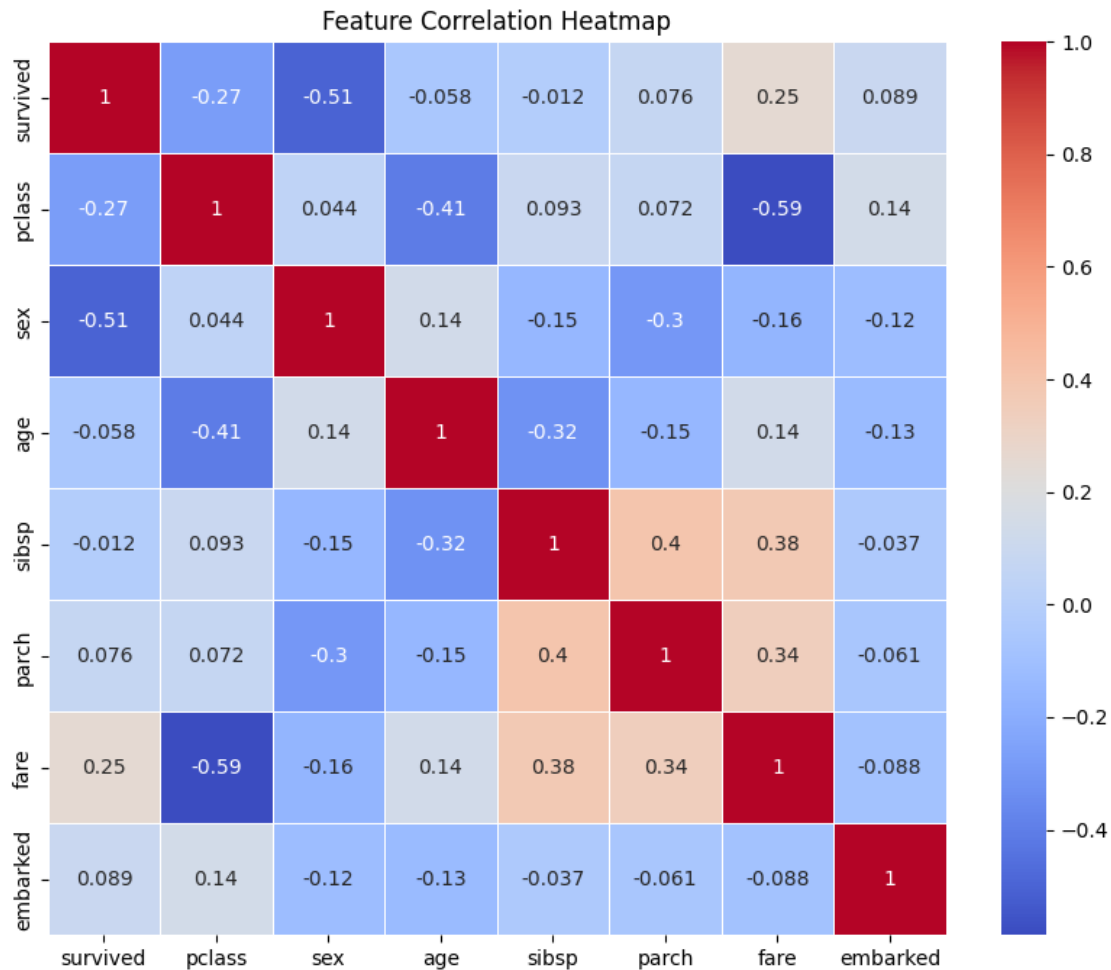 Feature Correlation Heatmap
survived 1 -0.27 -0.51 -0.058 -0.012 0.076 0.25 0.089
pclass -0.27 1 0.044 -0.41 0.093 0.072 -0.59 0.14
sex -0.51 0.044 1 0.14 -0.15 -0.3 -0.16 -0.12
age -0.058 -0.41 0.14 1 -0.32 -0.15 0.14 -0.13
sibsp -0.012 0.093 -0.15 -0.32 1 0.4 0.38 -0.037
parch 0.076 0.072 -0.3 -0.15 0.4 1 0.34 -0.061
fare 0.25 -0.59 -0.16 0.14 0.38 0.34 1 -0.088
embarked 0.089 0.14 -0.12 -0.13 -0.037 -0.061 -0.088 1
survived pclass sex age sibsp parch fare embarked
1.0
0.8
0.6
0.4
0.2
0.0
−0.2
−0.4